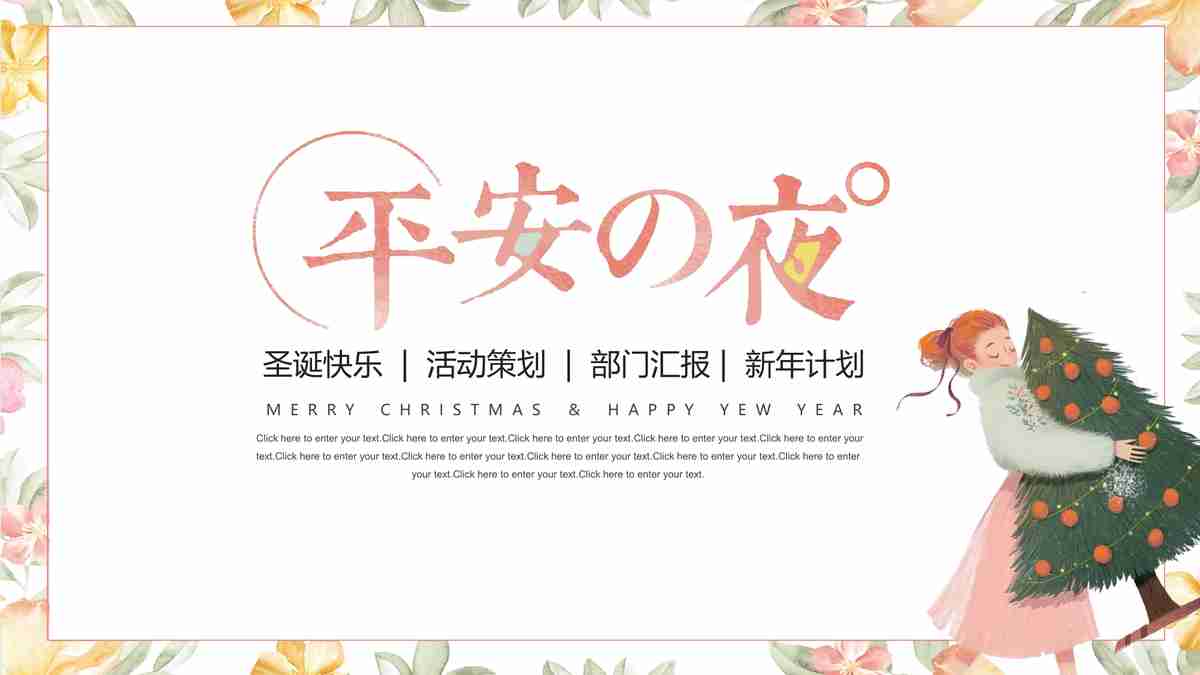 平安の夜
圣诞快乐 | 活动策划 | 部门汇报 | 新年计划
MERRY CHRISTMAS & HAPPY YEW YEAR
Click here to enter your text.Click here to enter your text.Click here to enter your text.Click here to enter your text.Click here to enter your
text.Click here to enter your text.Click here to enter your text.Click here to enter your text.Click here to enter your text.Click here to enter
your text.Click here to enter your text.Click here to enter your text.